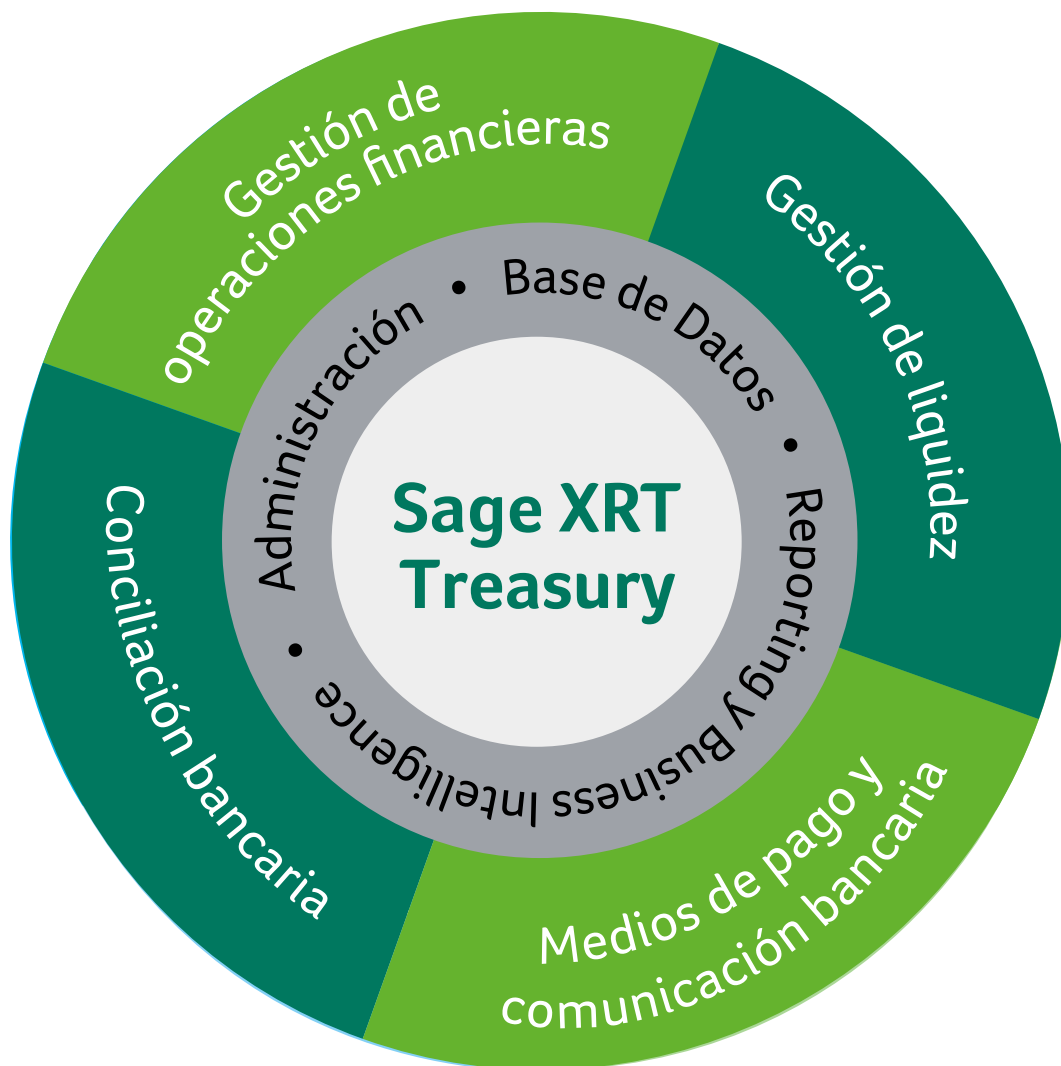 Gestión de
operaciones financieras
Gestión de liquidez
Medios de pago y
comunicación bancaria
Conciliación bancaria
Administración • Base de Datos • Reporting y Business Intelligence •
Sage XRT
Treasury